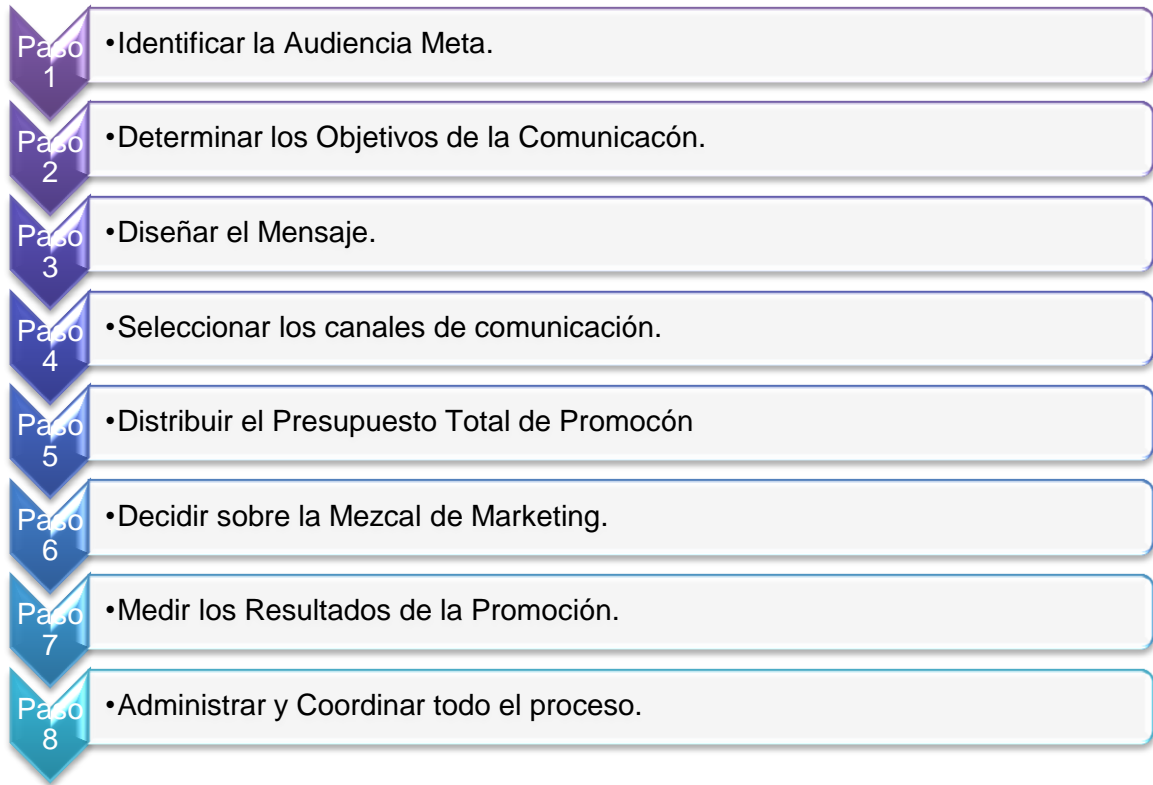 Paso
1
•Identificar la Audiencia Meta.
Paso
2
•Determinar los Objetivos de la Comunicacón.
Paso
3
•Diseñar el Mensaje.
Paso
4
•Seleccionar los canales de comunicación.
Paso
5
•Distribuir el Presupuesto Total de Promocón
Paso
6
•Decidir sobre la Mezcal de Marketing.
Paso
7
•Medir los Resultados de la Promoción.
Paso
8
•Administrar y Coordinar todo el proceso.